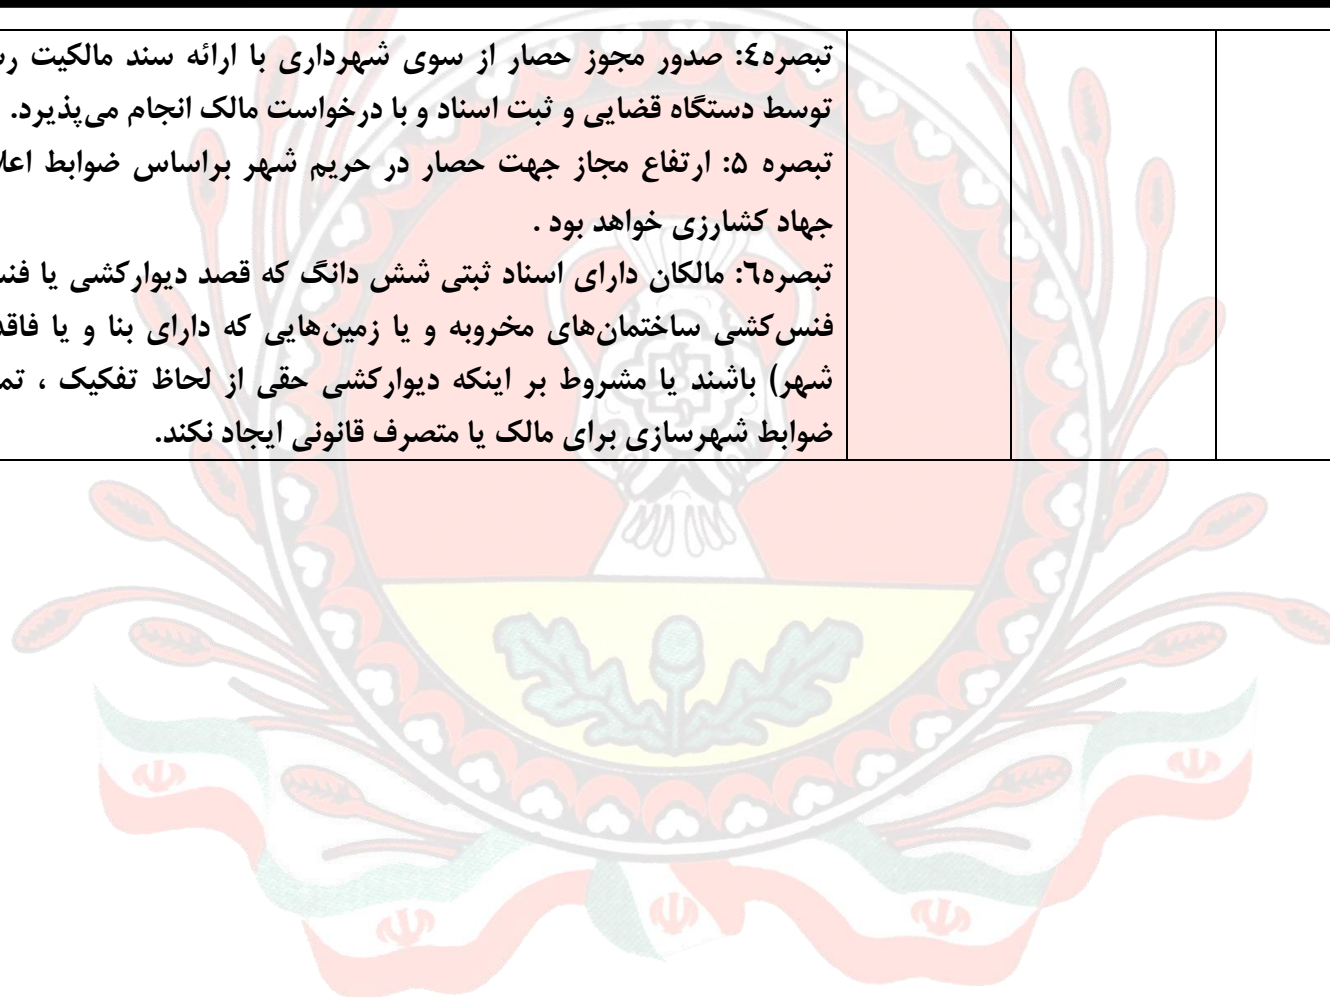 تبصره٤: صدور مجوز حصار از سوی شهرداری با ارائه سند مالکیت
توسط دستگاه قضایی و ثبت اسناد و با درخواست مالک انجام می‌پذیرد.
تبصره ۵: ارتفاع مجاز جهت حصار در حریم شهر براساس ضوابط
جهاد کشارزی خواهد بود .
تبصره٦: مالکان دارای اسناد ثبتی شش دانگ که قصد دیوارکشی یا
فنس‌کشی ساختمان‌های مخروبه و یا زمین‌هایی که دارای بنا و یا
شهر) باشند یا مشروط بر اینکه دیوارکشی حقی از لحاظ تفکیک ،
ضوابط شهرسازی برای مالک یا متصرف قانونی ایجاد نکند.